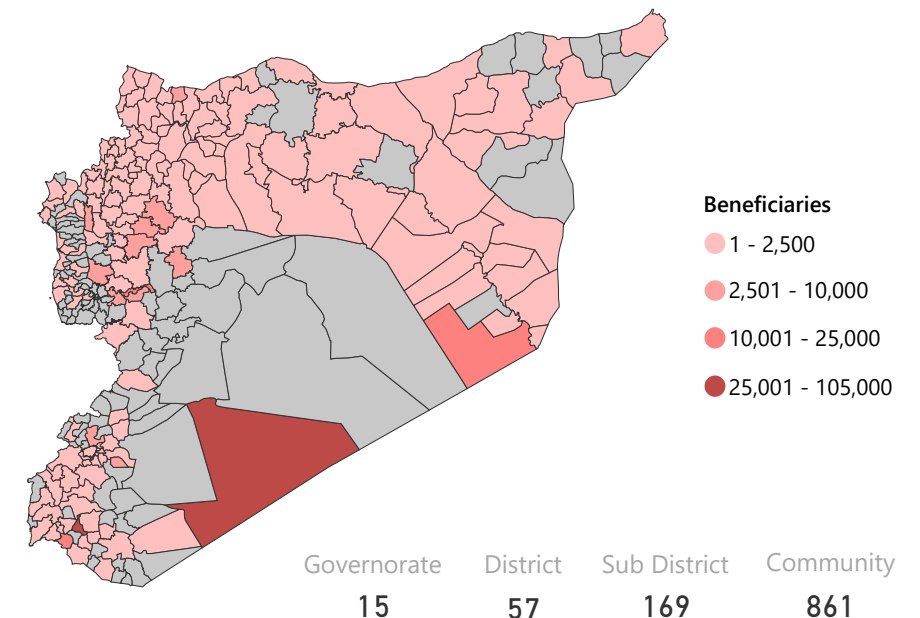 Beneficiaries
1 - 2,500
2,501 - 10,000
10,001 - 25,000
25,001 - 105,000
Governorate District Sub District Community
15 57 169 861